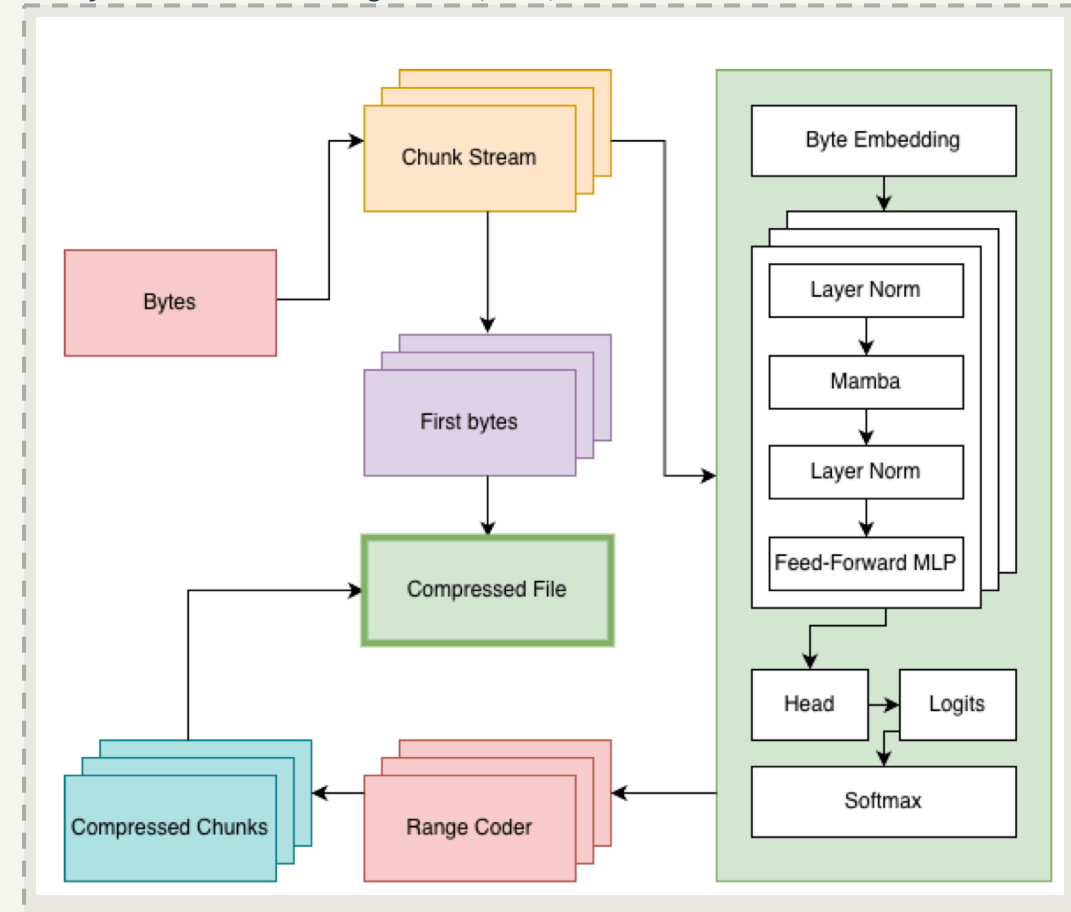 Chunk Stream
Byte Embedding
Bytes
Layer Norm
Mamba
First bytes
Layer Norm
Feed-Forward MLP
Compressed File
Head
Logits
Softmax
Compressed Chunks
Range Coder